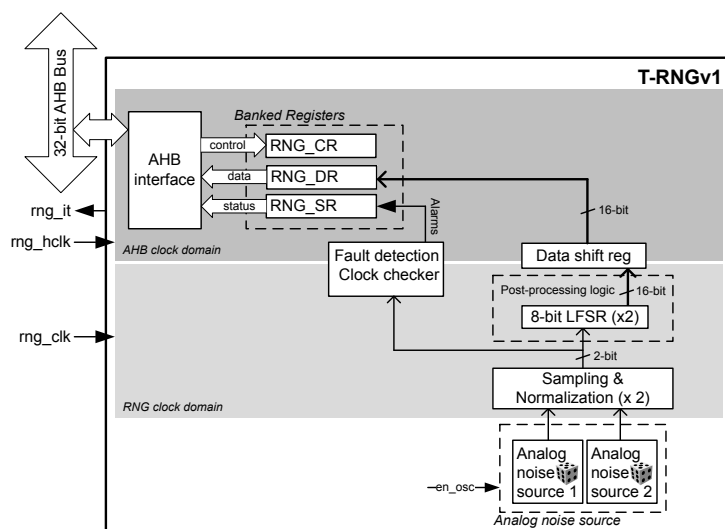 T-RNGv1
32-bit AHB Bus
Banked Registers
AHB
interface
control
RNG_CR
data
RNG_DR
status
RNG_SR
Alarms
rng_it
rng_hclk
AHB clock domain
16-bit
Fault detection
Clock checker
Data shift reg
Post-processing logic
16-bit
8-bit LFSR (x2)
rng_clk
2-bit
Sampling &
Normalization (x 2)
RNG clock domain
Analog
noise
source 1
Analog
noise
source 2
en_osc
Analog noise source